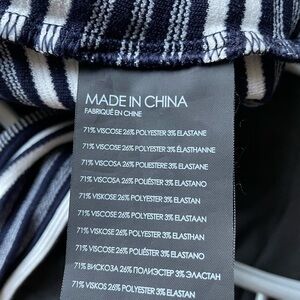 MADE IN CHINA
FABRIQUÉ EN CHINE
71% VISCOSE 26% POLYESTER 3% ELASTANE
71% VISCOSE 26% POLYESTER 3% ÉLASTHANNE
71% VISCOSA 26% POLIESTERE 3% ELASTANE
71% VISCOSA 26% POLIÉSTER 3% ELASTANO
71% VISCOSE 26% POLYESTER 3% ELASTAN
71% VISCOSE 26% POLYESTER 3% ELASTAAN
71% VISKOSE 26% POLYESTER 3% ELASTHAN
71% VISCOSE 26% POLIÉSTER 3% ELASTANO
71% ВИСКОЗА 26% ПОЛИЭСТЕР 3% ЭЛАСТАН
71% VISKOS 26% POLYESTER 3% ELASTAN